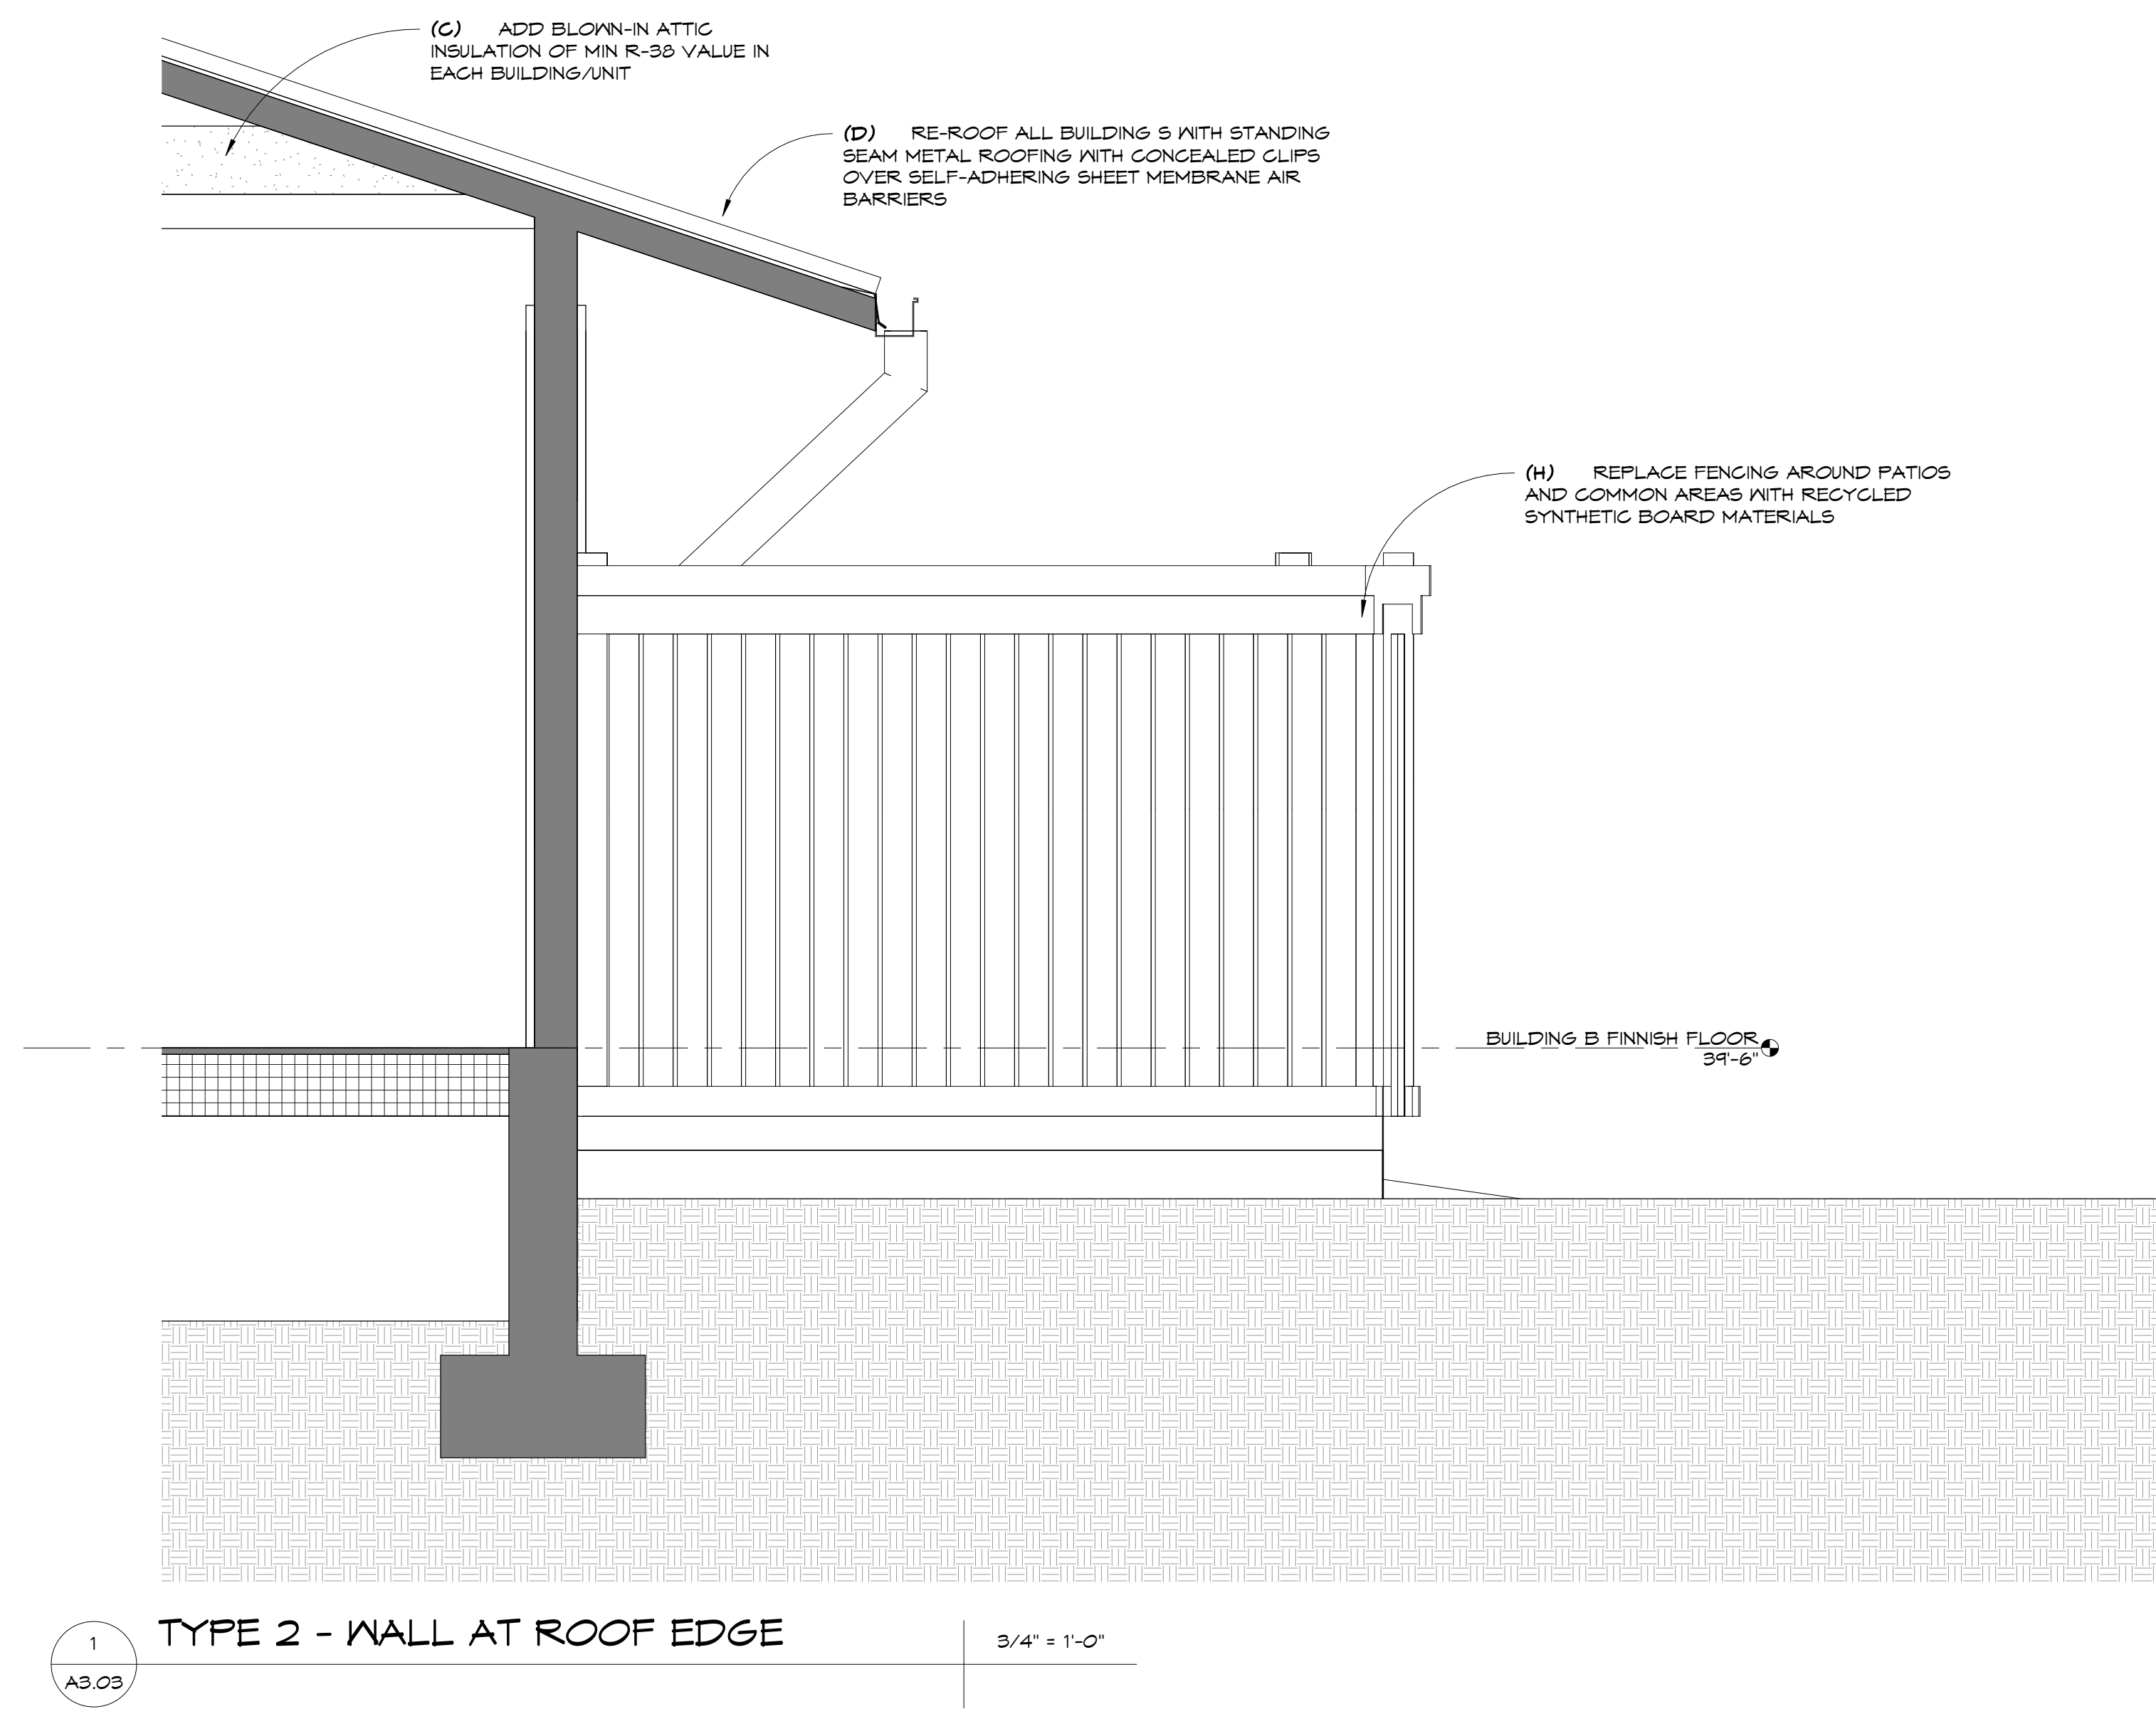 (C) ADD BLOWN-IN ATTIC
INSULATION OF MIN R-38 VALUE IN
EACH BUILDING/UNIT
(D) RE-ROOF ALL BUILDING S WITH STANDING
SEAM METAL ROOFING WITH CONCEALED CLIPS
OVER SELF-ADHERING SHEET MEMBRANE AIR
BARRIERS
(H) REPLACE FENCING AROUND PATIOS
AND COMMON AREAS WITH RECYCLED
SYNTHETIC BOARD MATERIALS
BUILDING B FINNISH FLOOR
39'-6"
1
A3.03
TYPE 2 - WALL AT ROOF EDGE
3/4" = 1'-0"